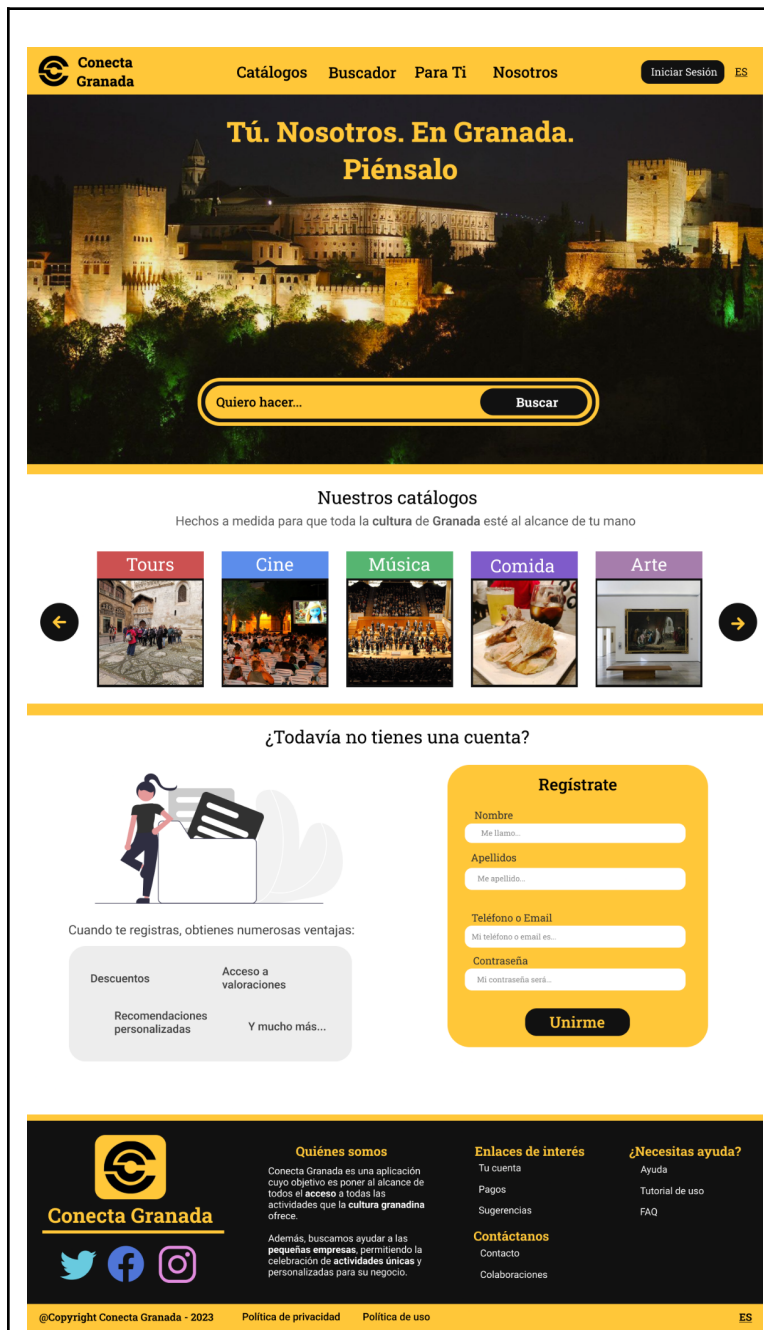 Conecta
Granada
Catálogos Buscador Para Ti Nosotros
Iniciar Sesión
ES
Tú. Nosotros. En Granada.
Piénsalo
Quiero hacer...
Buscar
Nuestros catálogos
Hechos a medida para que toda la cultura de Granada esté al alcance de tu mano
Tours
Cine
Música
Comida
Arte
¿Todavía no tienes una cuenta?
Cuando te registras, obtienes numerosas ventajas:
Descuentos
Acceso a
valoraciones
Recomendaciones
personalizadas
Y mucho más...
Regístrate
Nombre
Me llamo...
Apellidos
Me apellido...
Teléfono o Email
Mi teléfono o email es...
Contraseña
Mi contraseña será...
Unirme
Conecta Granada
Quiénes somos
Conecta Granada es una aplicación
cuyo objetivo es poner al alcance de
todos el acceso a todas las
actividades que la cultura granadina
ofrece.
Además, buscamos ayudar a las
pequeñas empresas, permitiendo la
celebración de actividades únicas y
personalizadas para su negocio.
Enlaces de interés
Tu cuenta
Pagos
Sugerencias
Contáctanos
Contacto
Colaboraciones
¿Necesitas ayuda?
Ayuda
Tutorial de uso
FAQ
@Copyright Conecta Granada - 2023
Política de privacidad
Política de uso
ES